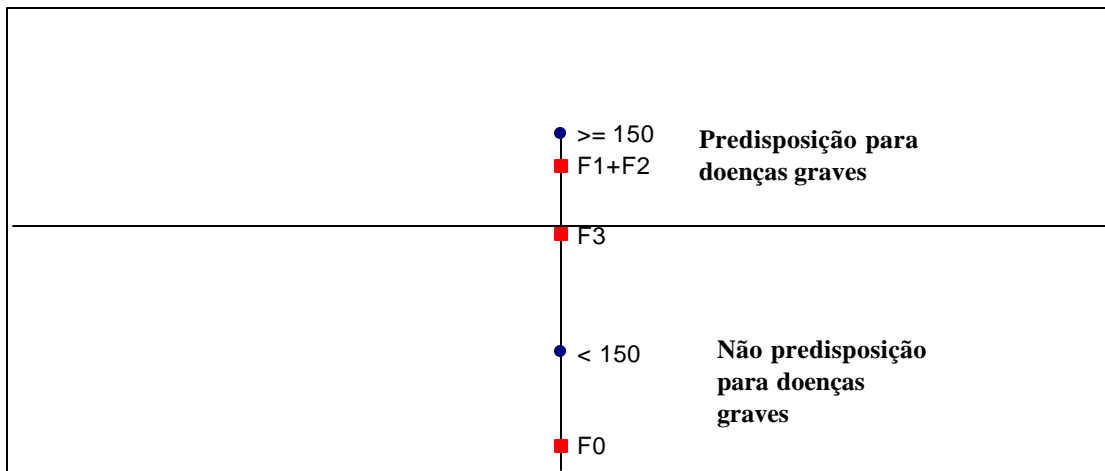 >= 150
Predisposição para
doenças graves
F1+F2
F3
< 150
Não predisposição
para doenças
graves
F0